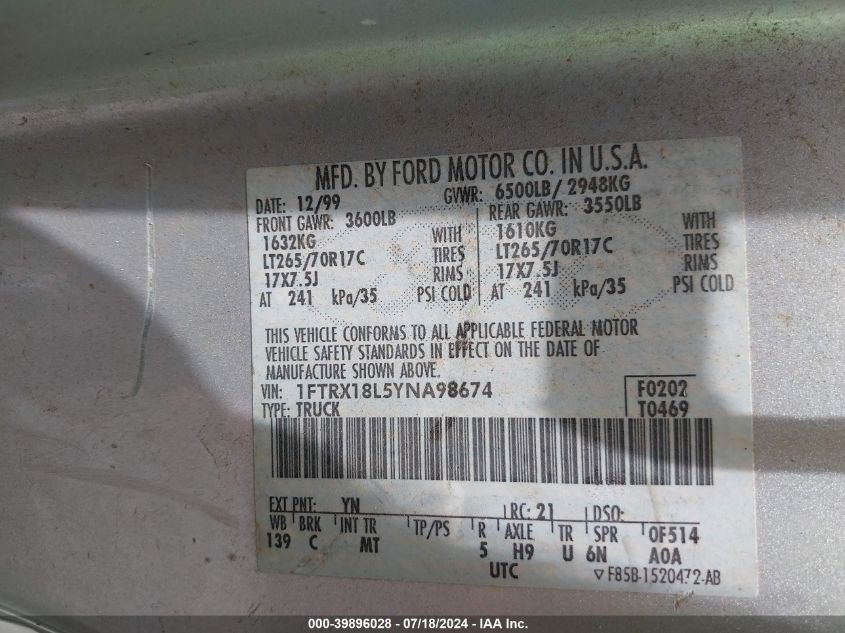 MFD. BY FORD MOTOR CO. IN U.S.A.
DATE: 12/99 GVWR: 6500LB/ 2948KG
FRONT GAWR: 3600LB REAR GAWR: 3550LB
1632KG WITH 1610KG WITH
LT265/70R17C TIRES LT265/70R17C TIRES
17X7.5J RIMS 17X7.5J RIMS
AT 241 kPa/35 PSI COLD AT 241 kPa/35 PSI COLD
THIS VEHICLE CONFORMS TO ALL APPLICABLE FEDERAL MOTOR
VEHICLE SAFETY STANDARDS IN EFFECT ON THE DATE OF
MANUFACTURE SHOWN ABOVE.
VIN: 1FTRX18L5YNA98674 F0202
TYPE: TRUCK T0469
EXT PNT: YN RC: 21 DSO:
WB BRK INT TR TP/PS R AXLE TR SPR 0F514
139 C MT 5 H9 U 6N A0A
UTC F85B-1520472-AB
000-39896028 - 07/18/2024 - IAA Inc.